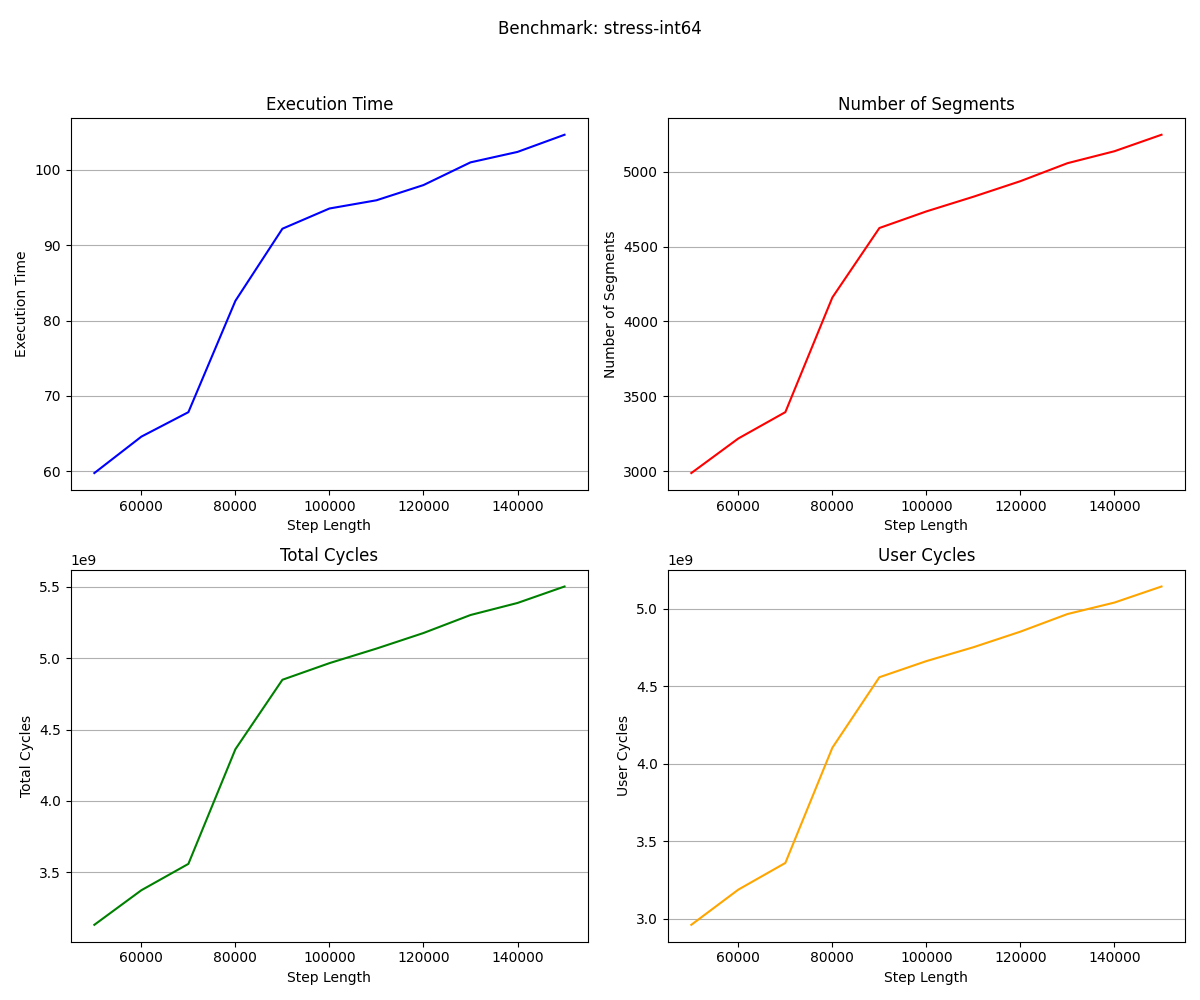 Benchmark: stress-int64
Execution Time
Execution Time
100
90
80
70
60
60000 80000 100000 120000 140000
Step Length
Number of Segments
Number of Segments
5000
4500
4000
3500
3000
60000 80000 100000 120000 140000
Step Length
Total Cycles
1e9
Total Cycles
5.5
5.0
4.5
4.0
3.5
60000 80000 100000 120000 140000
Step Length
User Cycles
1e9
User Cycles
5.0
4.5
4.0
3.5
3.0
60000 80000 100000 120000 140000
Step Length